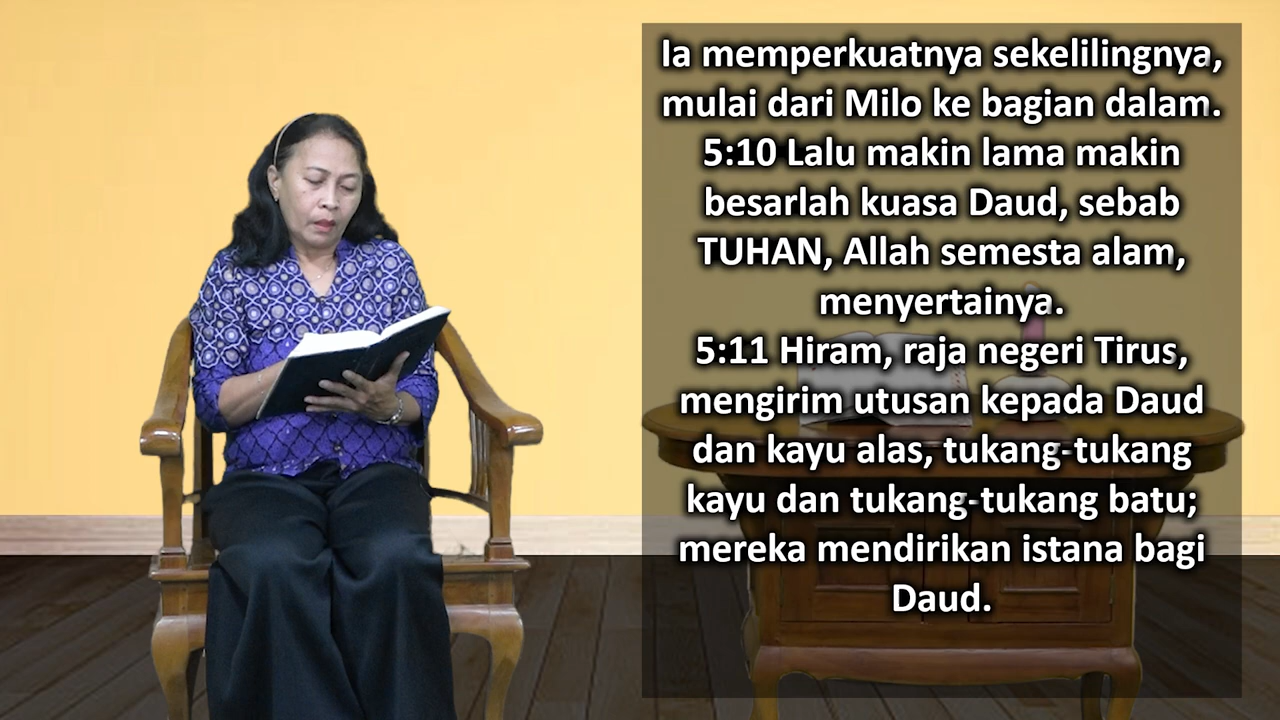 Ia memperkuatnya sekelilingnya,
mulai dari Milo ke bagian dalam.
5:10 Lalu makin lama makin
besarlah kuasa Daud, sebab
TUHAN, Allah semesta alam,
menyertainya.
5:11 Hiram, raja negeri Tirus,
mengirim utusan kepada Daud
dan kayu alas, tukang-tukang
kayu dan tukang-tukang batu;
mereka mendirikan istana bagi
Daud.